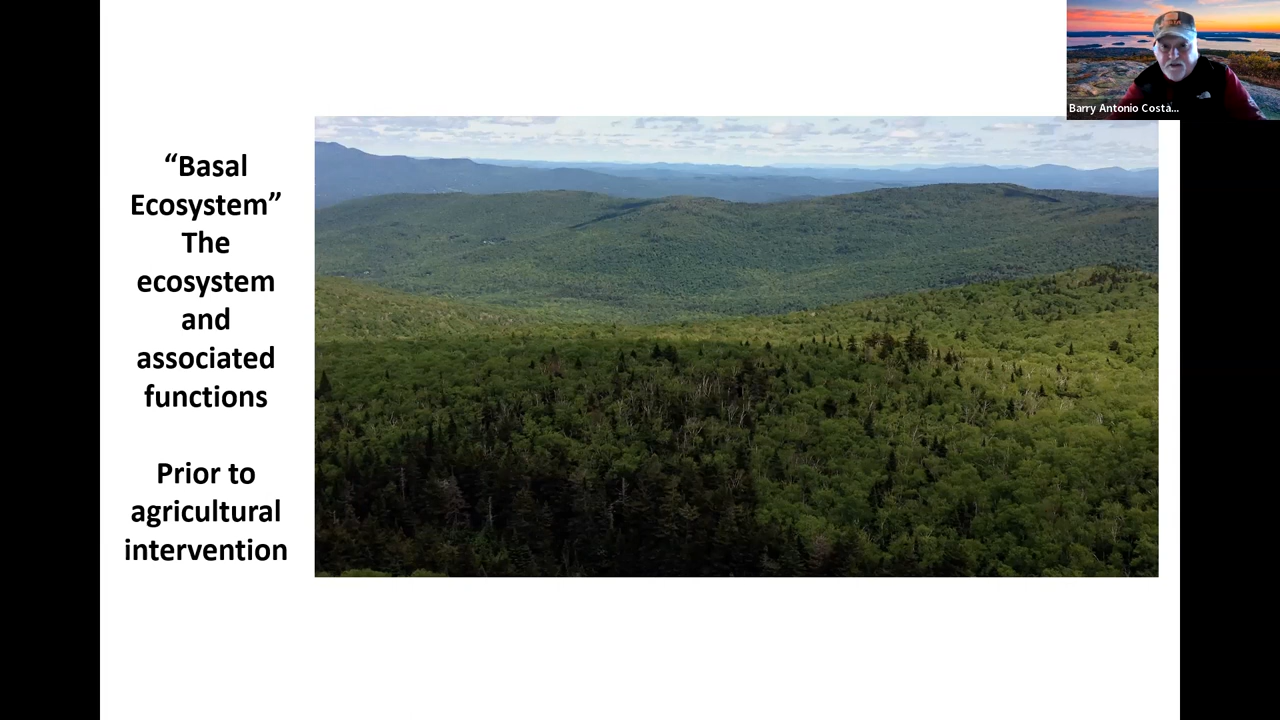 “Basal
Ecosystem”
The
ecosystem
and
associated
functions
Prior to
agricultural
intervention
Barry Antonio Costa...